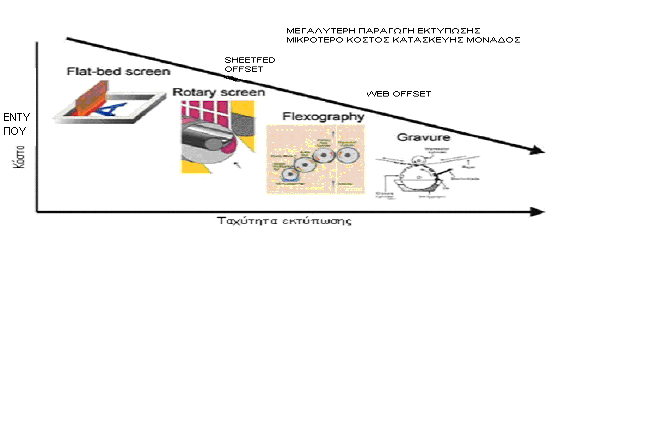 ΜΕΓΑΛΥΤΕΡΗ ΠΑΡΑΓΩΓΗ ΕΚΤΥΠΩΣΗΣ
ΜΙΚΡΟΤΕΡΟ ΚΟΣΤΟΣ ΚΑΤΑΣΚΕΥΗΣ ΜΟΝΑΔΟΣ
SHEETFED
OFFSET
Flat-bed screen
Rotary screen
WEB OFFSET
Flexography
Gravure
ΕΝΤΥ
ΠΟΥ
Κόστο
Ταχύτητα εκτύπωσης